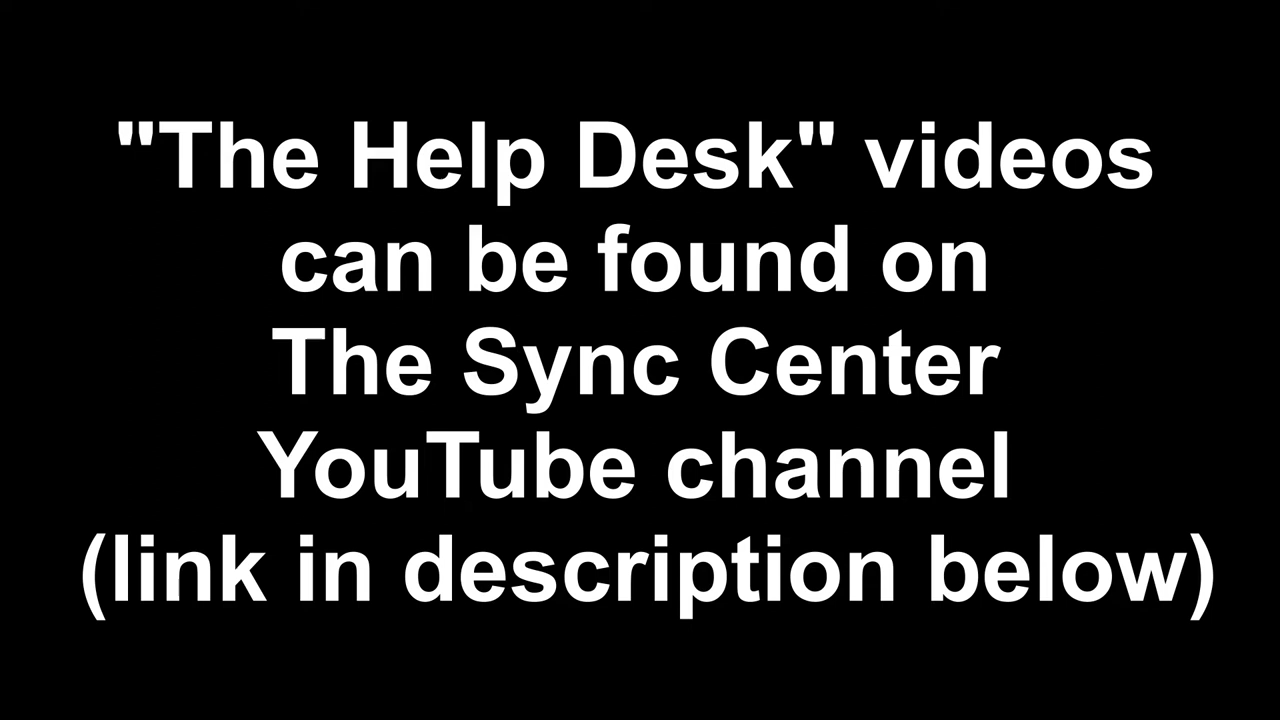 "The Help Desk" videos
can be found on
The Sync Center
YouTube channel
(link in description below)